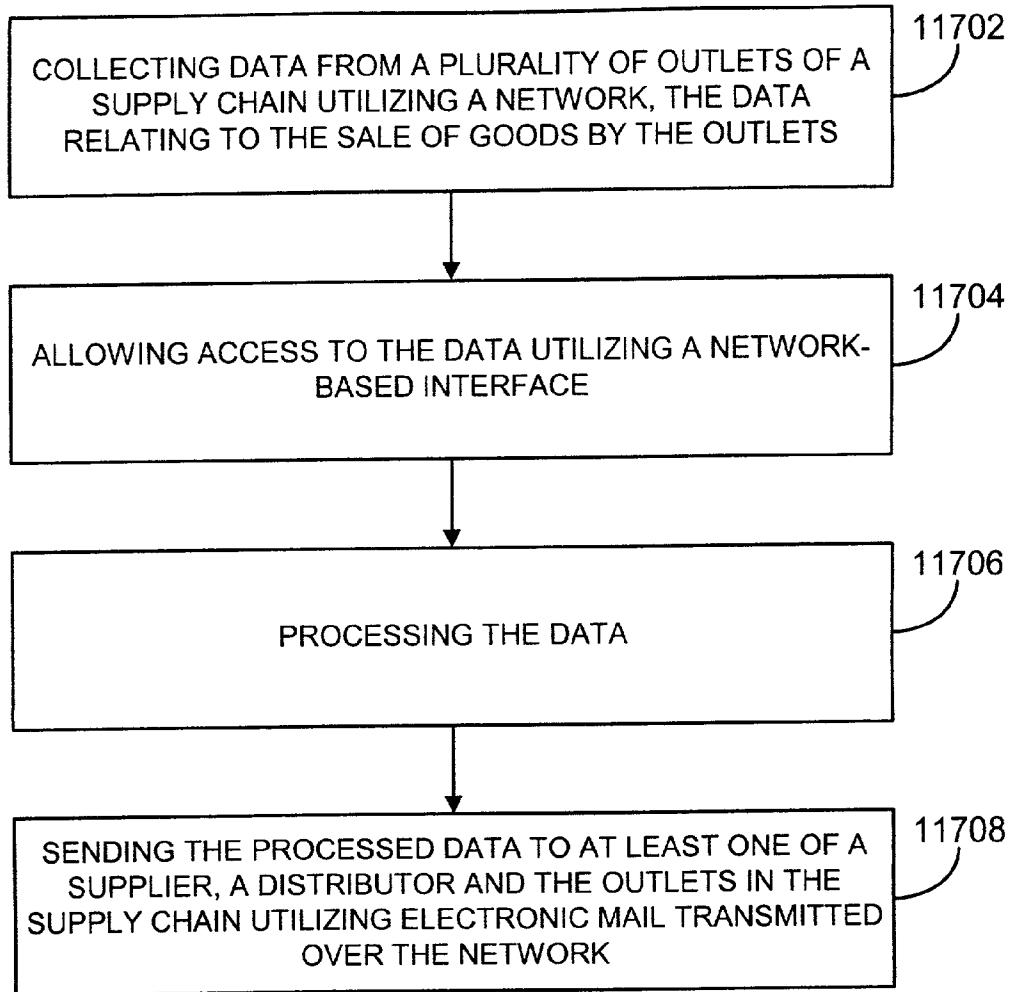 11702
COLLECTING DATA FROM A PLURALITY OF OUTLETS OF A
SUPPLY CHAIN UTILIZING A NETWORK, THE DATA
RELATING TO THE SALE OF GOODS BY THE OUTLETS
11704
ALLOWING ACCESS TO THE DATA UTILIZING A NETWORK-
BASED INTERFACE
11706
PROCESSING THE DATA
11708
SENDING THE PROCESSED DATA TO AT LEAST ONE OF A
SUPPLIER, A DISTRIBUTOR AND THE OUTLETS IN THE
SUPPLY CHAIN UTILIZING ELECTRONIC MAIL TRANSMITTED
OVER THE NETWORK